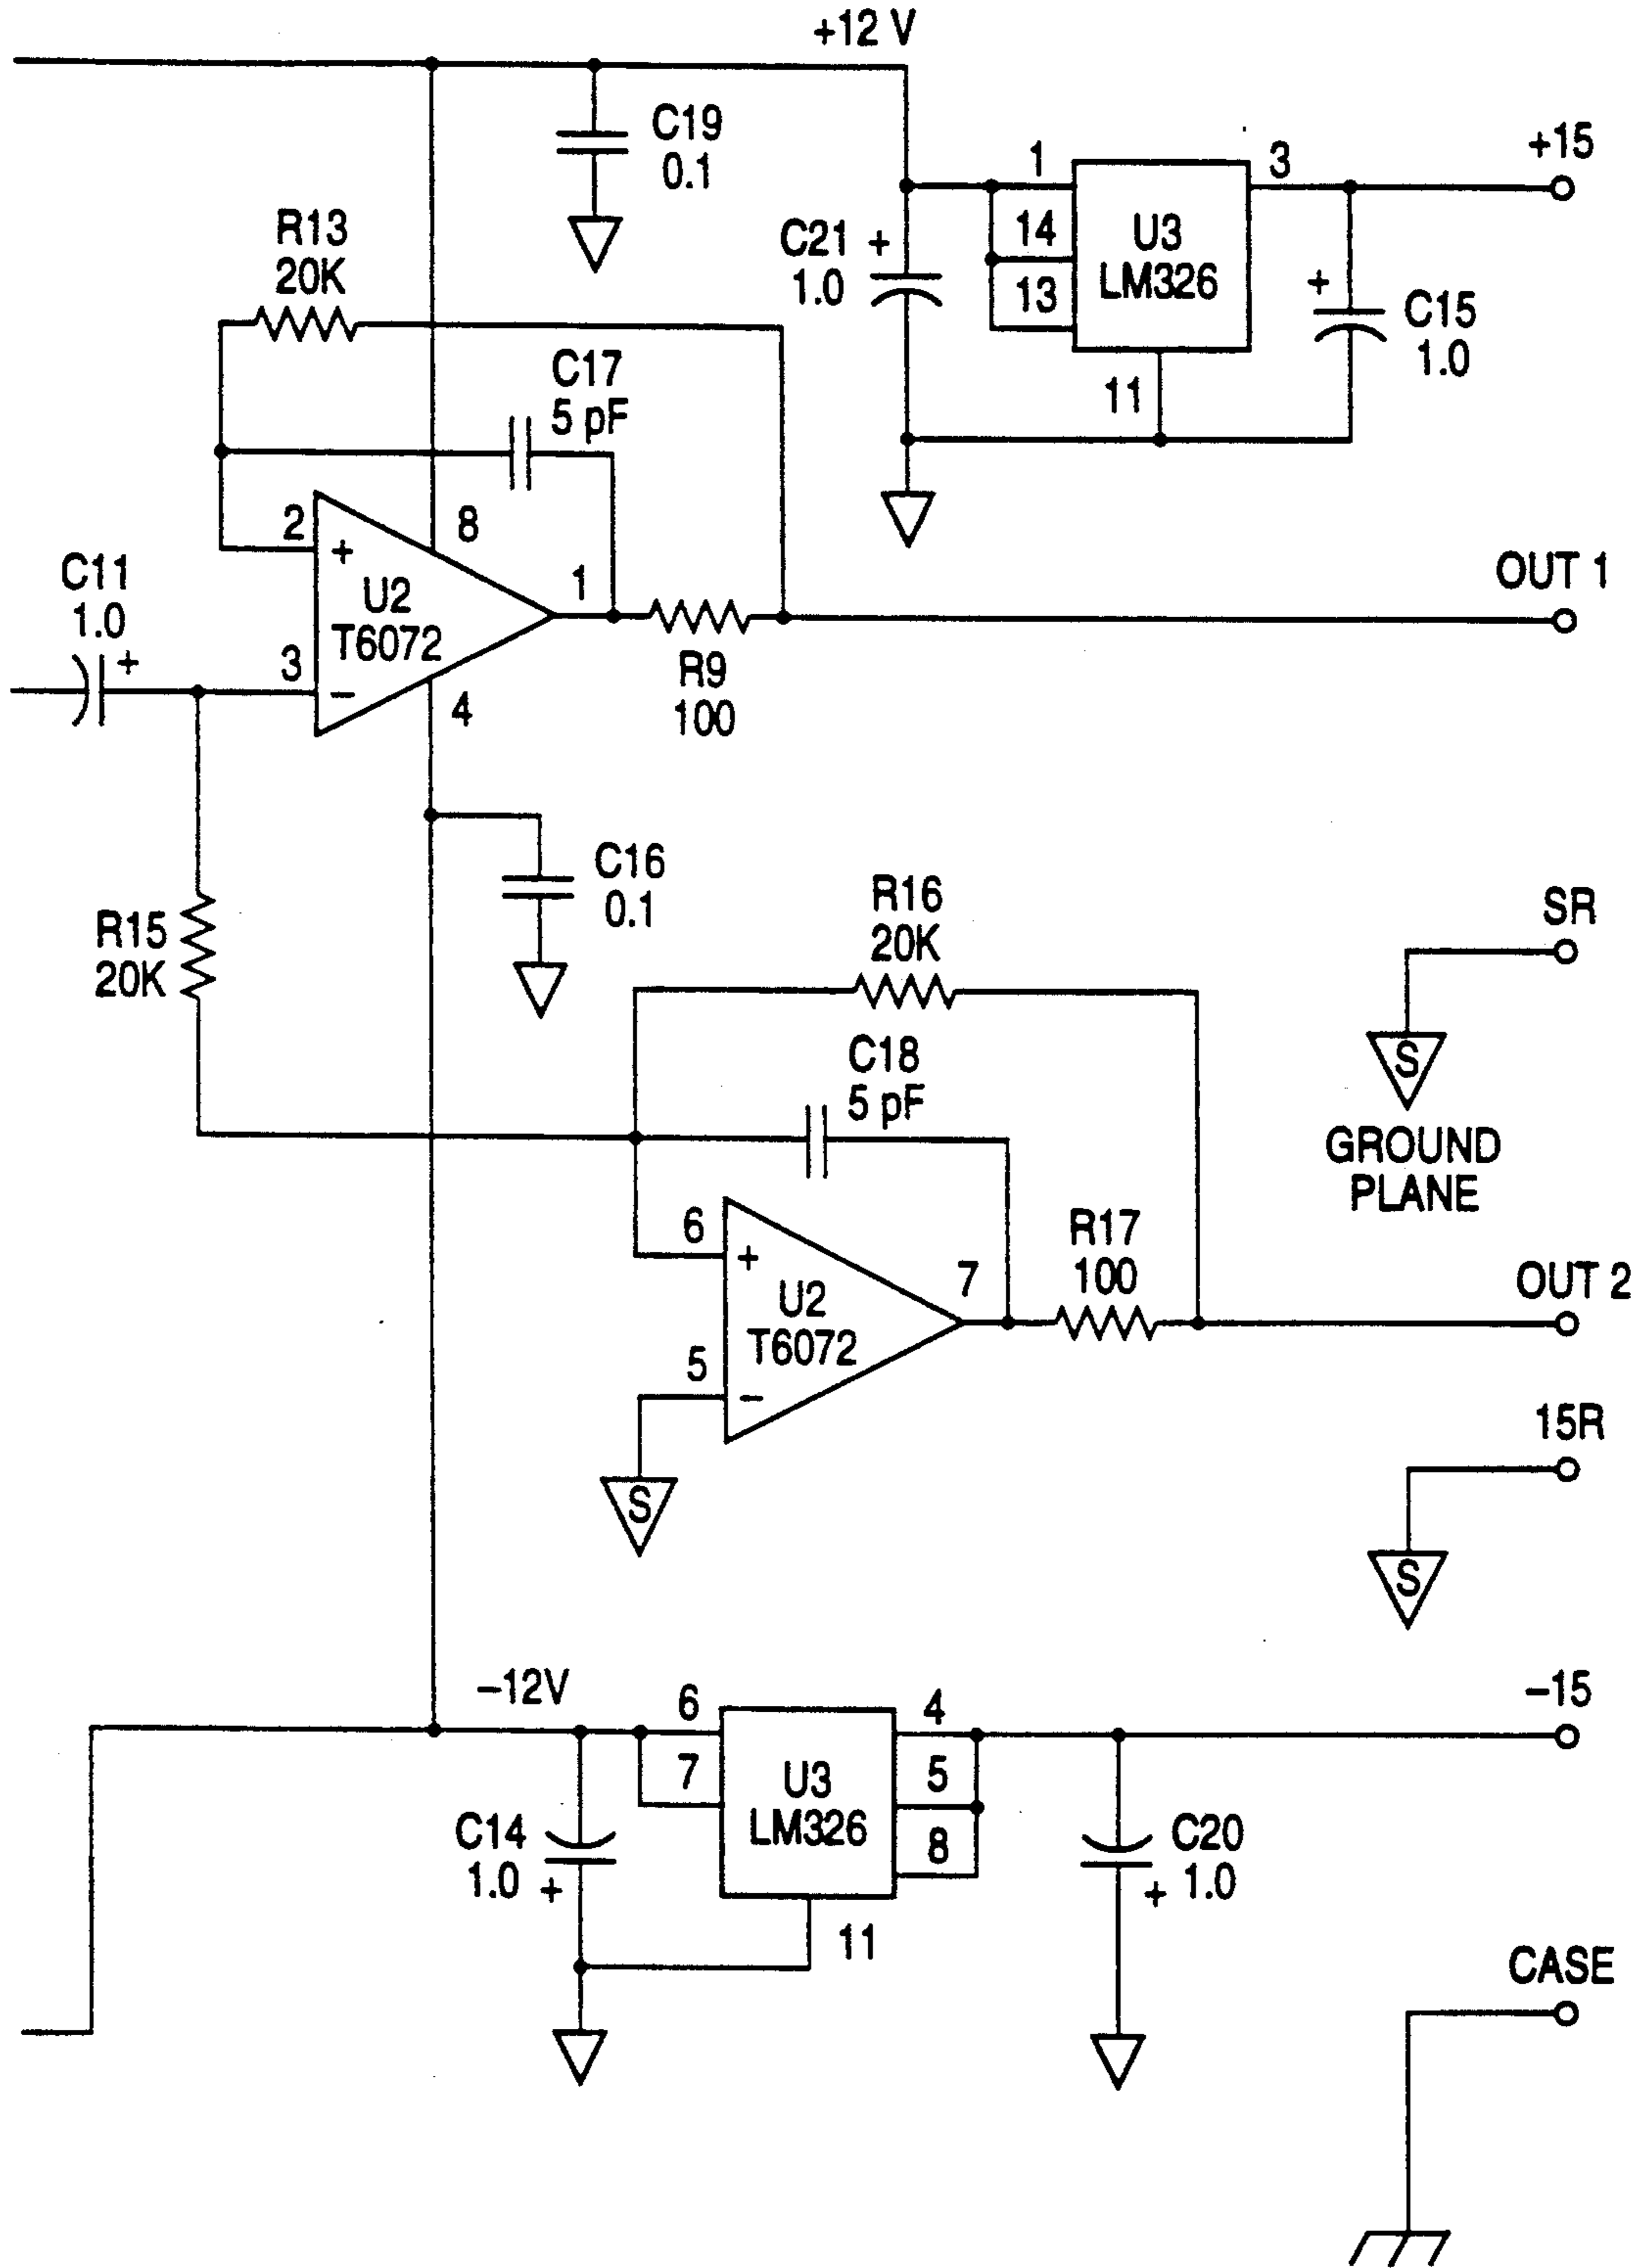 +12 V
C19
0.1
+15
1
3
R13
20K
C21 +
1.0
14
13
U3
LM326
+
C15
1.0
C17
5 pF
11
2
+
8
C11
1.0
+
U2
T6072
1
OUT 1
3
−
4
R9
100
C16
0.1
R15
20K
R16
20K
SR
S
GROUND
PLANE
C18
5 pF
6
+
U2
T6072
7
R17
100
OUT 2
5
−
S
15R
S
−12V
6
7
U3
LM326
4
5
8
−15
C14
1.0 +
C20
+ 1.0
11
CASE